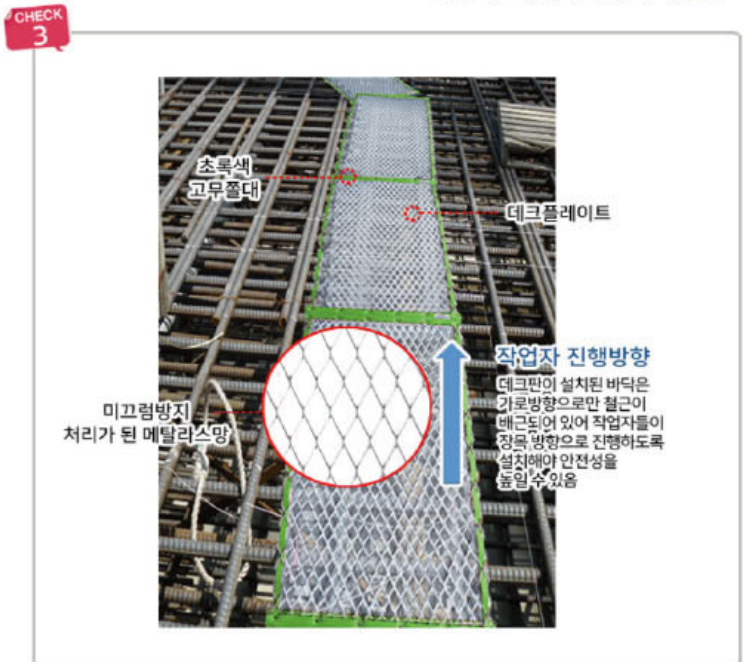 CHECK
3
초록색
고무쫄대
데크플레이트
작업자 진행방향
데크판이 설치된 바닥은
가로방향으로만 철근이
배근되어 있어 작업자들이
장목 방향으로 진행하도록
설치해야 안전성을
높일 수 있음
미끄럼방지
처리가 된 메탈라스망